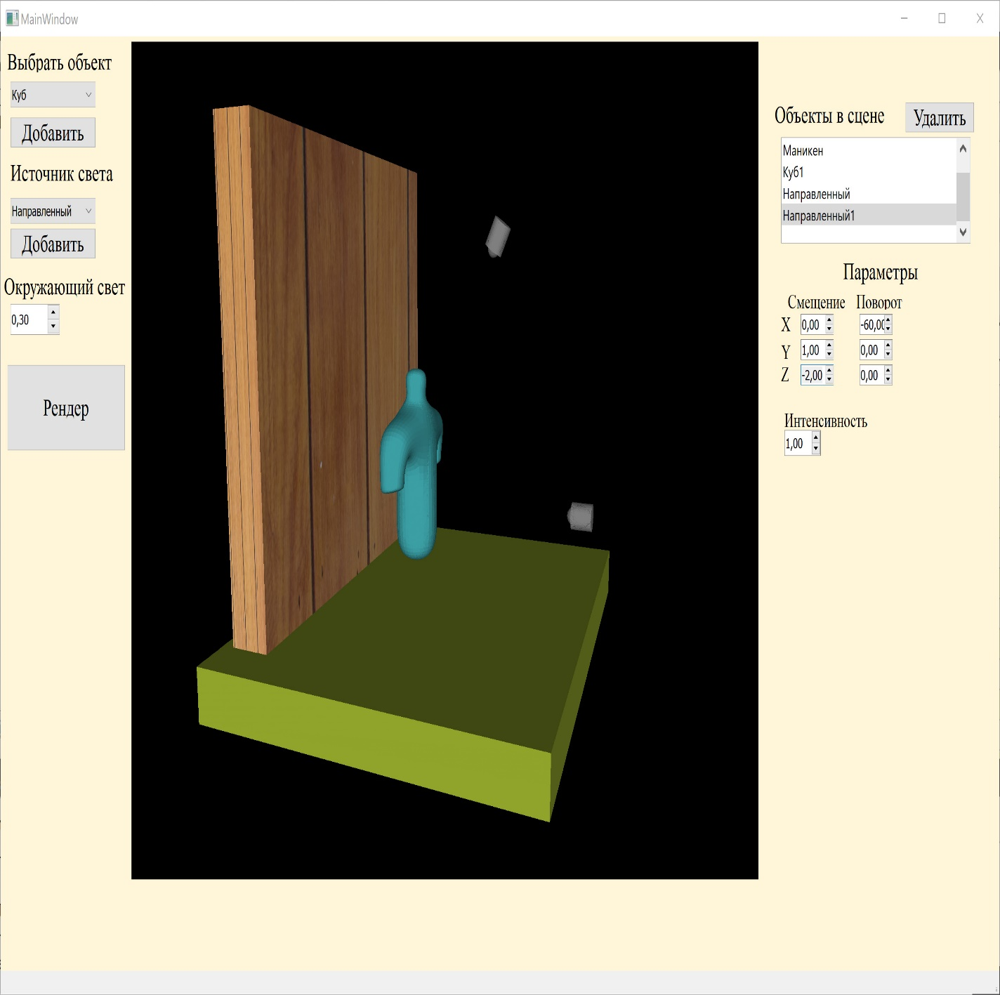 MainWindow
Выбрать объект
Куб
Добавить
Источник света
Направленный
Добавить
Окружающий свет
0,30
Рендер
Объекты в сцене
Удалить
Маникен
Куб1
Направленный
Направленный1
Параметры
Смещение Поворот
X 0,00 -60,00
Y 1,00 0,00
Z -2,00 0,00
Интенсивность
1,00